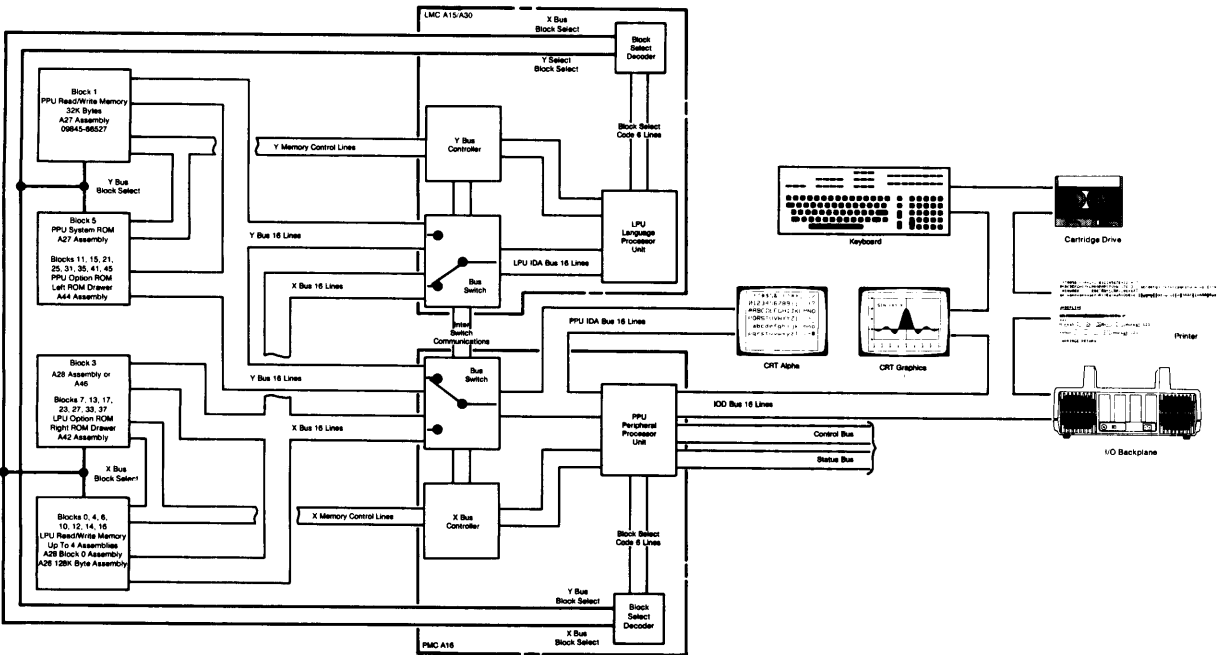 LMC A15/A30
X Bus
Block Select
Y Select
Block Select
Block
Select
Decoder
Block Select
Code 6 Lines
Block 1
PPU Read/Write Memory
32K Bytes
A27 Assembly
09845-66527
Y Bus
Block Select
Block 5
PPU System ROM
A27 Assembly
Blocks 11, 15, 21,
25, 31, 35, 41, 45
PPU Option ROM
Left ROM Drawer
A44 Assembly
Y Memory Control Lines
Y Bus
Controller
Y Bus 16 Lines
X Bus 16 Lines
Bus
Switch
LPU IDA Bus 16 Lines
LPU
Language
Processor
Unit
Inter
Switch
Communications
PPU IDA Bus 16 Lines
Keyboard
Cartridge Drive
CRT Alpha
CRT Graphics
Printer
I/O Backplane
Block 3
A28 Assembly or
A46
Blocks 7, 13, 17,
23, 27, 33, 37
LPU Option ROM
Right ROM Drawer
A42 Assembly
X Bus
Block Select
Blocks 0, 4, 6,
10, 12, 14, 16
LPU Read/Write Memory
Up To 4 Assemblies
A28 Block 0 Assembly
A26 128K Byte Assembly
Y Bus 16 Lines
X Bus 16 Lines
Bus
Switch
PPU
Peripheral
Processor
Unit
IOD Bus 16 Lines
Control Bus
Status Bus
X Memory Control Lines
X Bus
Controller
Block Select
Code 6 Lines
Y Bus
Block Select
X Bus
Block Select
Block
Select
Decoder
PMC A16